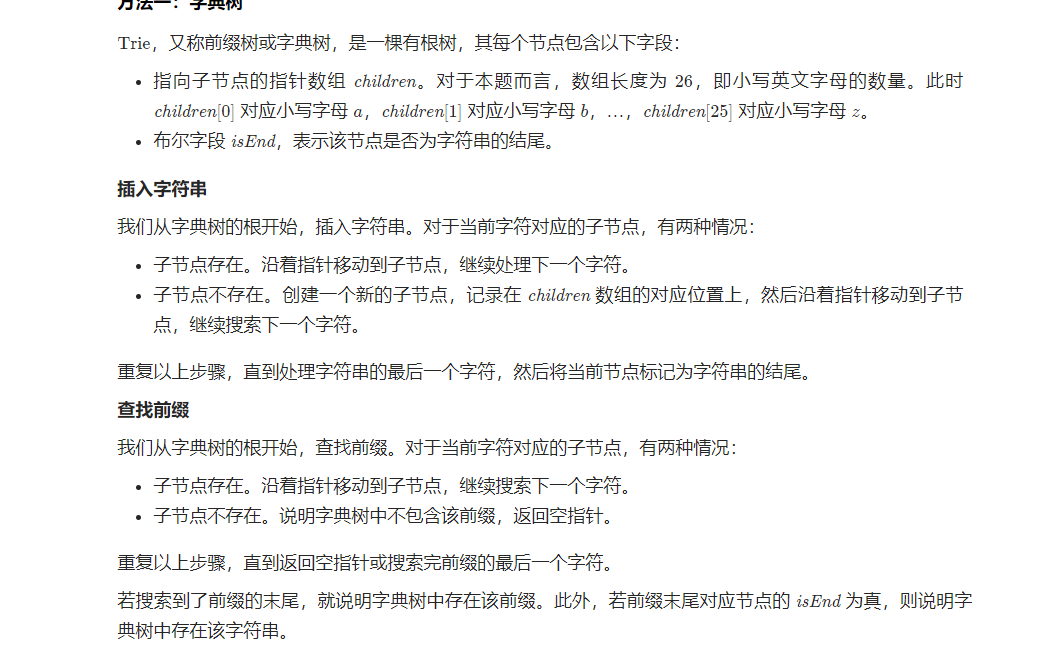 方法一：字典树
Trie，又称前缀树或字典树，是一棵有根树，其每个节点包含以下字段：
• 指向子节点的指针数组 children。对于本题而言，数组长度为 26，即小写英文字母的数量。此时
children[0] 对应小写字母 a，children[1] 对应小写字母 b，…，children[25] 对应小写字母 z。
• 布尔字段 isEnd，表示该节点是否为字符串的结尾。
插入字符串
我们从字典树的根开始，插入字符串。对于当前字符对应的子节点，有两种情况：
• 子节点存在。沿着指针移动到子节点，继续处理下一个字符。
• 子节点不存在。创建一个新的子节点，记录在 children 数组的对应位置上，然后沿着指针移动到子节
点，继续搜索下一个字符。
重复以上步骤，直到处理字符串的最后一个字符，然后将当前节点标记为字符串的结尾。
查找前缀
我们从字典树的根开始，查找前缀。对于当前字符对应的子节点，有两种情况：
• 子节点存在。沿着指针移动到子节点，继续搜索下一个字符。
• 子节点不存在。说明字典树中不包含该前缀，返回空指针。
重复以上步骤，直到返回空指针或搜索完前缀的最后一个字符。
若搜索到了前缀的末尾，就说明字典树中存在该前缀。此外，若前缀末尾对应节点的 isEnd 为真，则说明字
典树中存在该字符串。